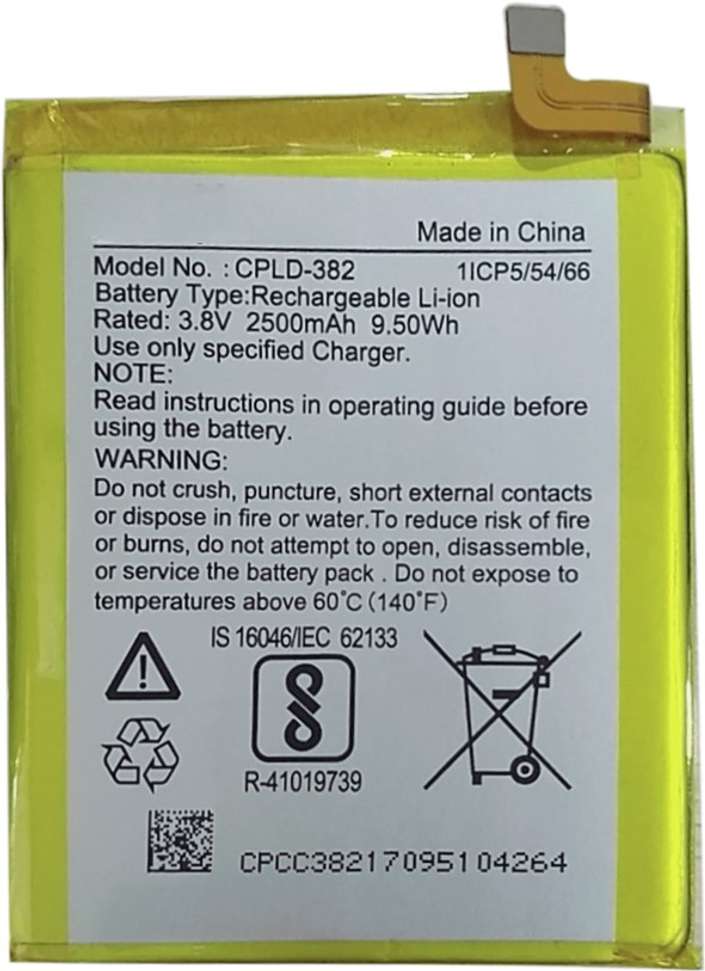 Made in China
Model No. : CPLD-382 1ICP5/54/66
Battery Type:Rechargeable Li-ion
Rated: 3.8V 2500mAh 9.50Wh
Use only specified Charger.
NOTE:
Read instructions in operating guide before
using the battery.
WARNING:
Do not crush, puncture, short external contacts
or dispose in fire or water.To reduce risk of fire
or burns, do not attempt to open, disassemble,
or service the battery pack . Do not expose to
temperatures above 60°C (140°F)
IS 16046/IEC 62133
R-41019739
CPCC38217095104264